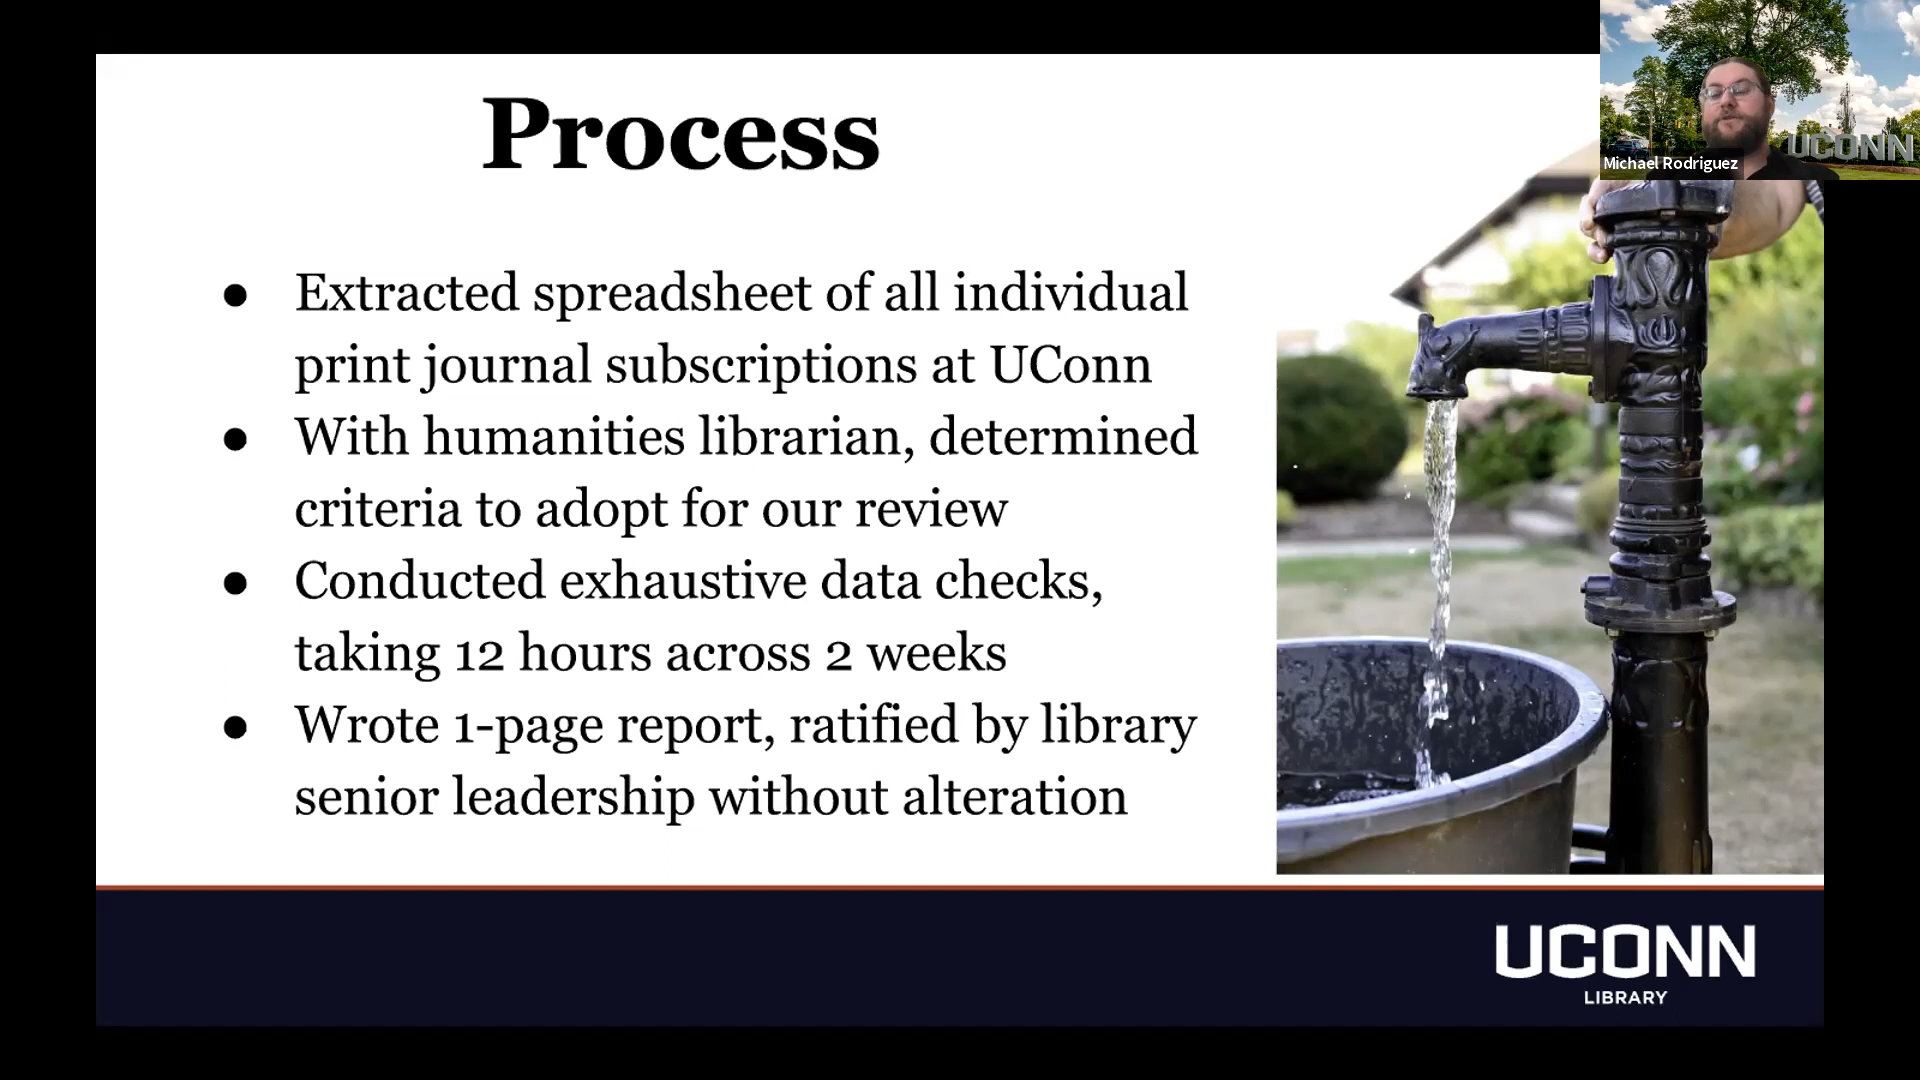 Process
● Extracted spreadsheet of all individual
print journal subscriptions at UConn
● With humanities librarian, determined
criteria to adopt for our review
● Conducted exhaustive data checks,
taking 12 hours across 2 weeks
● Wrote 1-page report, ratified by library
senior leadership without alteration
UCONN
Michael Rodriguez
UCONN
LIBRARY